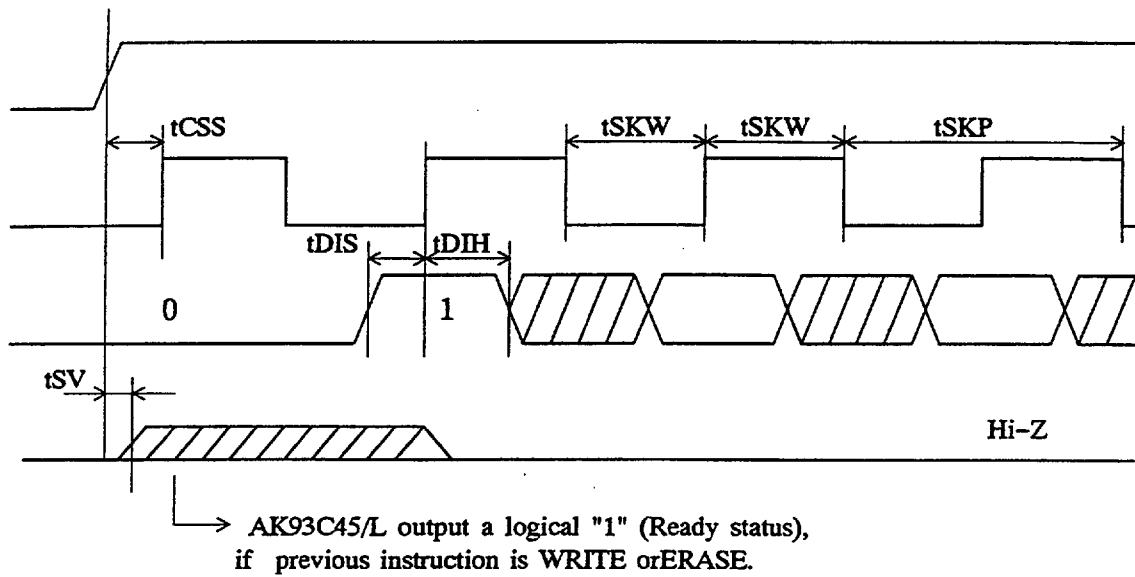 tCSS
tSKW
tSKW
tSKP
tDIS
tDIH
0
1
tSV
Hi-Z
AK93C45/L output a logical "1" (Ready status),
if previous instruction is WRITE orERASE.